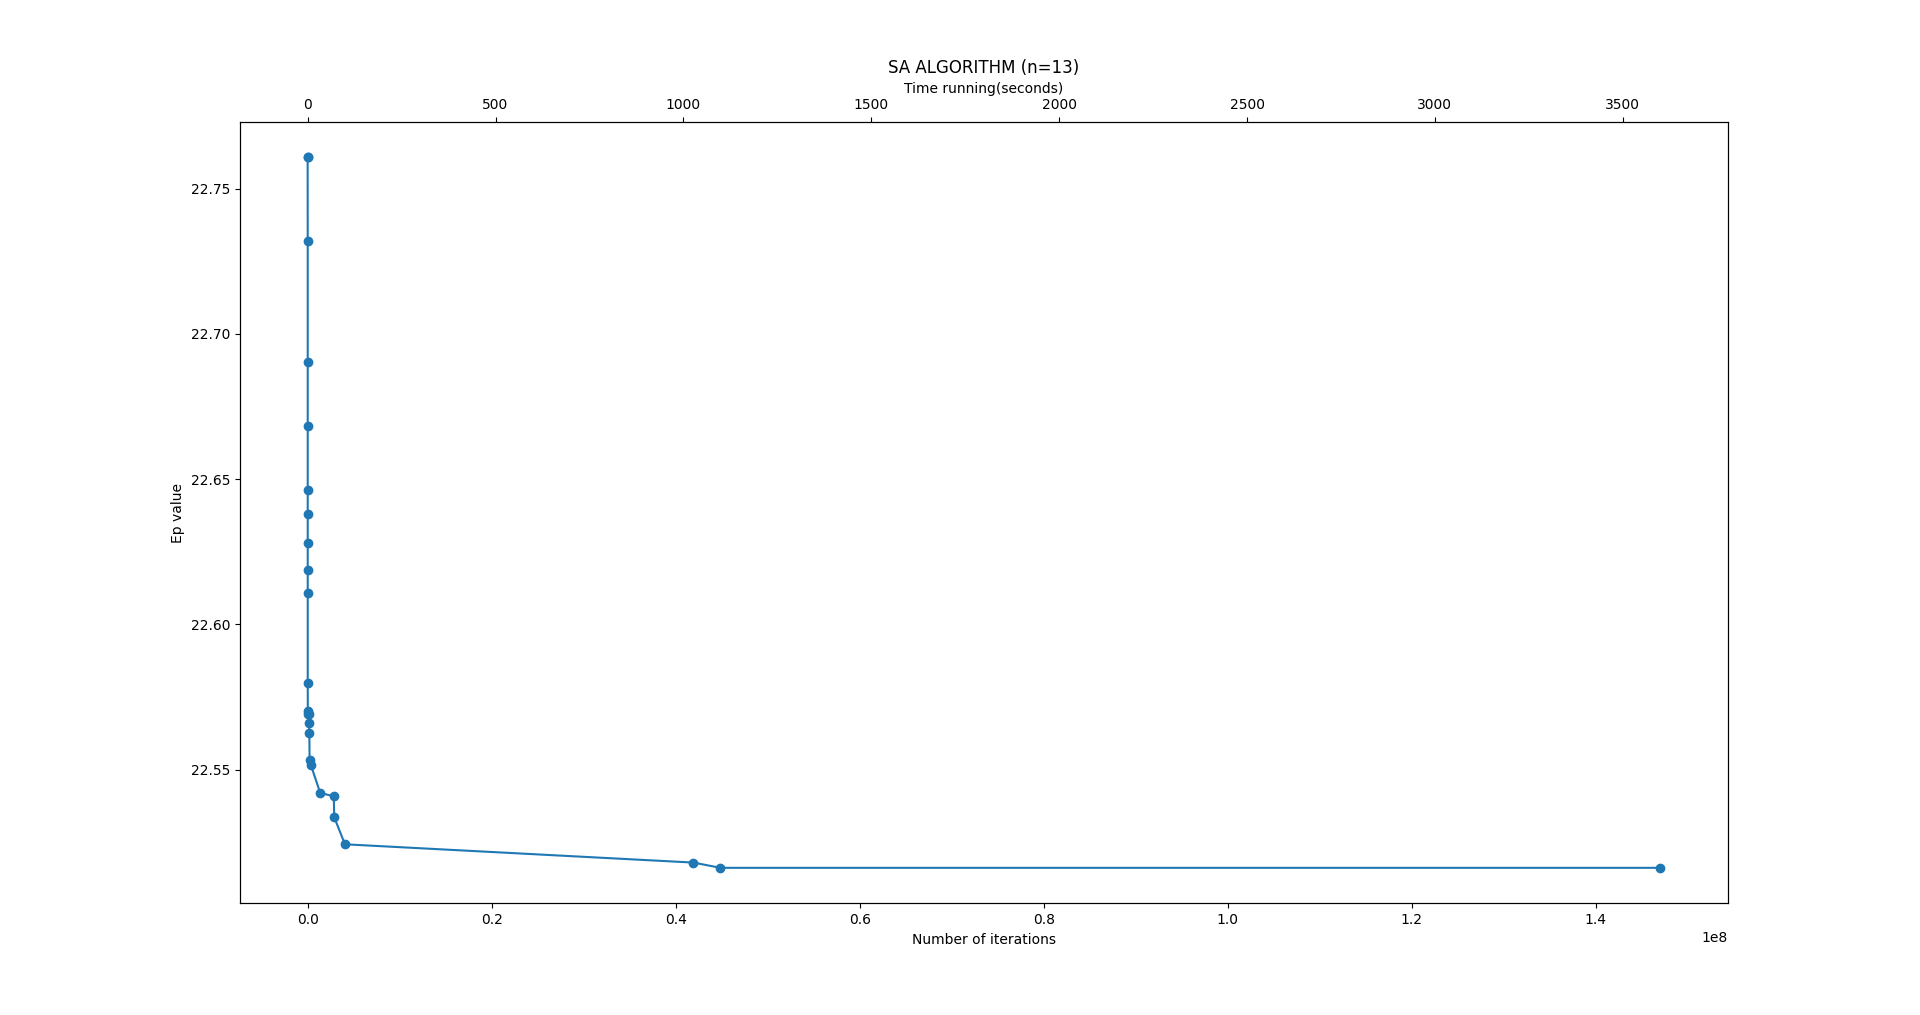 SA ALGORITHM (n=13)
Time running(seconds)
0 500 1000 1500 2000 2500 3000 3500
22.75
22.70
22.65
22.60
22.55
Ep value
0.0 0.2 0.4 0.6 0.8 1.0 1.2 1.4
1e8
Number of iterations